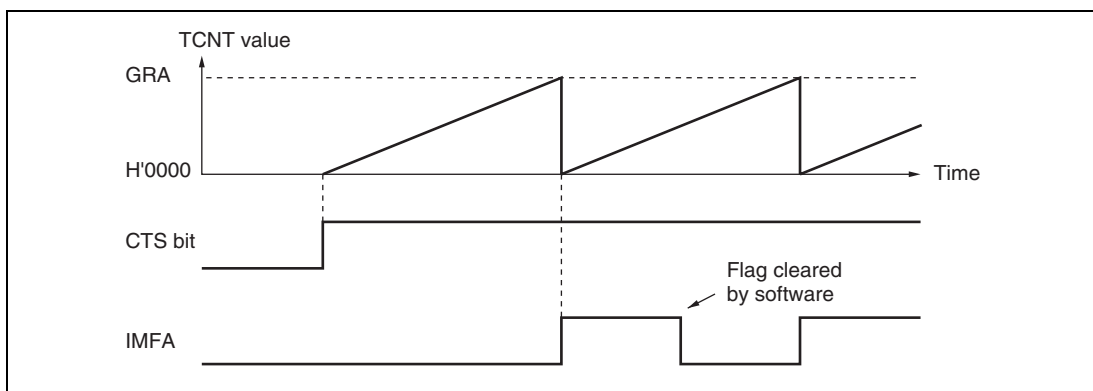 TCNT value
GRA
H'0000
Time
CTS bit
Flag cleared
by software
IMFA